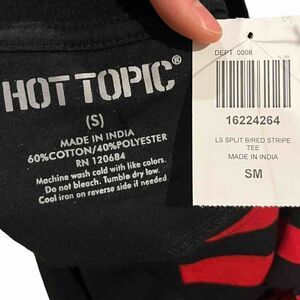 HOT TOPIC®
(S)
MADE IN INDIA
60%COTTON/40%POLYESTER
RN 120684
Machine wash cold with like colors.
Do not bleach. Tumble dry low.
Cool iron on reverse side if needed.
DEPT 0008
16224264
LS SPLIT B/RED STRIPE
TEE
MADE IN INDIA
SM